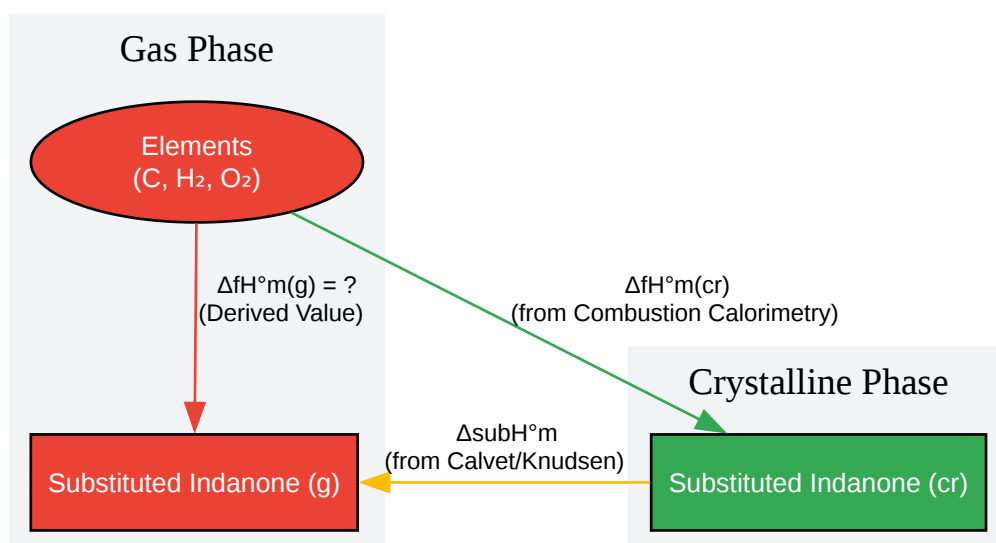 Gas Phase
Elements
(C, H₂, O₂)
ΔfH°m(g) = ?
(Derived Value)
ΔfH°m(cr)
(from Combustion Calorimetry)
Crystalline Phase
ΔsubH°m
(from Calvet/Knudsen)
Substituted Indanone (g)
Substituted Indanone (cr)